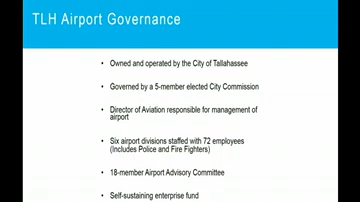 TLH Airport Governance
• Owned and operated by the City of Tallahassee
• Governed by a 5-member elected City Commission
• Director of Aviation responsible for management of
airport
• Six airport divisions staffed with 72 employees
(Includes Police and Fire Fighters)
• 18-member Airport Advisory Committee
• Self-sustaining enterprise fund